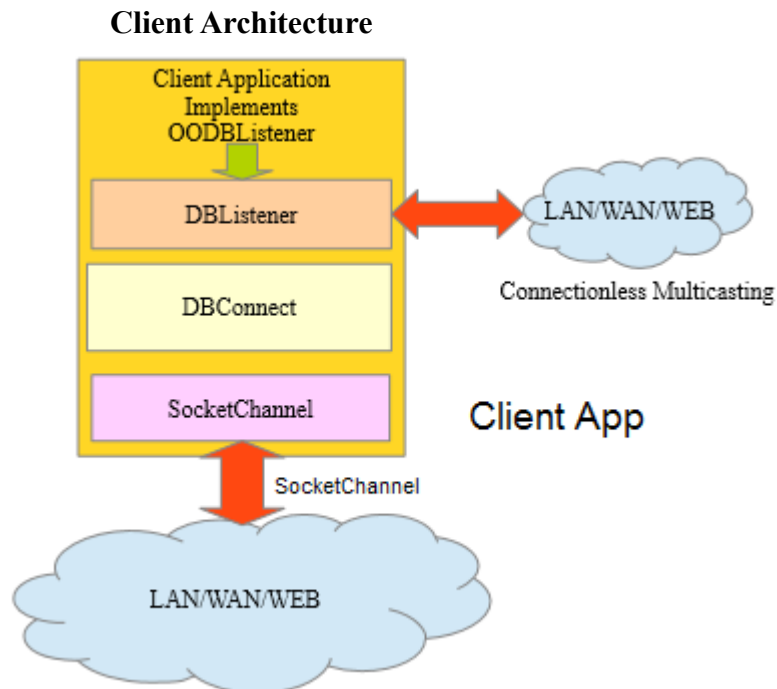 Client Architecture
Client Application
Implements
OODBListener
DBListener
LAN/WAN/WEB
Connectionless Multicasting
DBConnect
SocketChannel
Client App
SocketChannel
LAN/WAN/WEB